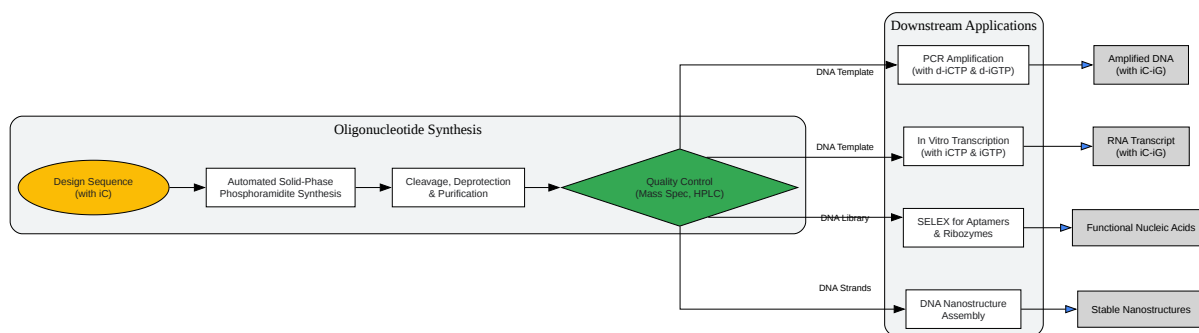 Downstream Applications
PCR Amplification
(with d-iCTP & d-iGTP)
Amplified DNA
(with iC-iG)
DNA Template
Oligonucleotide Synthesis
In Vitro Transcription
(with iCTP & iGTP)
RNA Transcript
(with iC-iG)
DNA Template
Design Sequence
(with iC)
Automated Solid-Phase
Phosphoramidite Synthesis
Cleavage, Deprotection
& Purification
Quality Control
(Mass Spec, HPLC)
DNA Library
SELEX for Aptamers
& Ribozymes
Functional Nucleic Acids
DNA Strands
DNA Nanostructure
Assembly
Stable Nanostructures